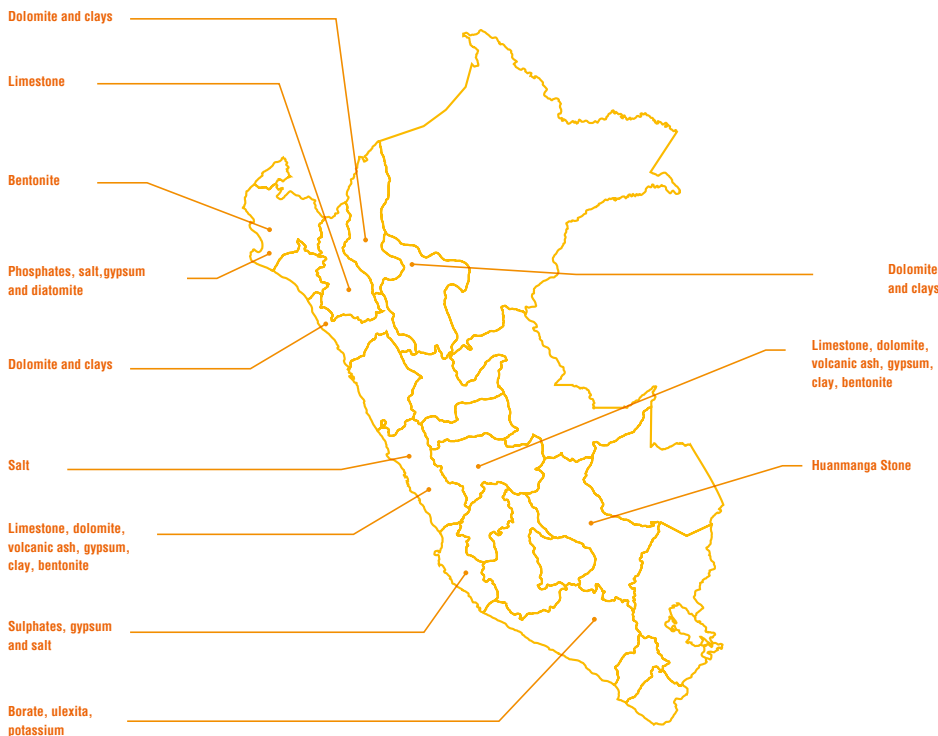 Dolomite and clays
Limestone
Bentonite
Phosphates, salt,gypsum
and diatomite
Dolomite and clays
Salt
Limestone, dolomite,
volcanic ash, gypsum,
clay, bentonite
Sulphates, gypsum
and salt
Borate, ulexita,
potassium
Dolomite
and clays
Limestone, dolomite,
volcanic ash, gypsum,
clay, bentonite
Huanmanga Stone